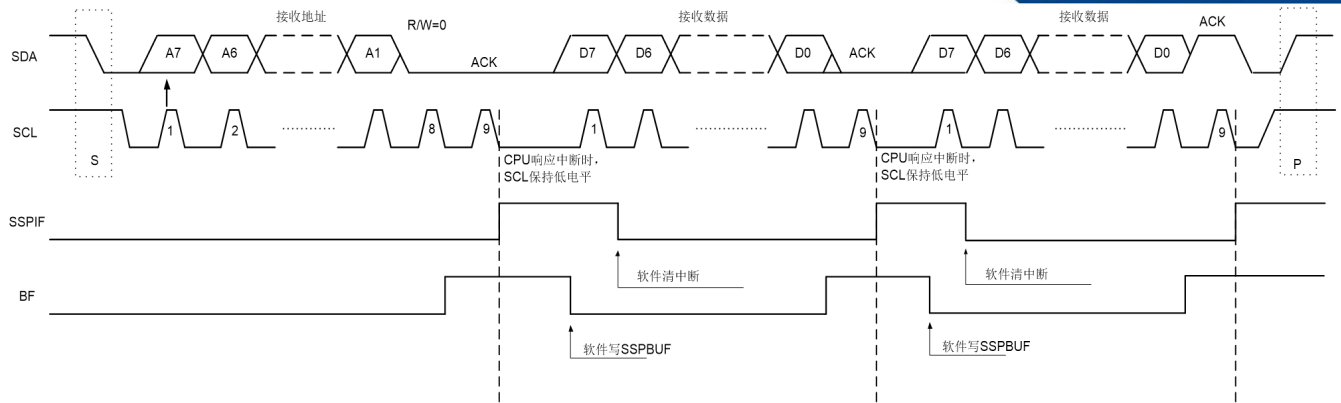 接收地址
R/W=0
接收数据
接收数据
ACK
SDA
A7
A6
A1
ACK
D7
D6
D0
ACK
D7
D6
D0
SCL
1
2
8
9
1
9
1
9
S
P
CPU响应中断时，
SCL保持低电平
CPU响应中断时，
SCL保持低电平
SSPIF
软件清中断
软件清中断
BF
软件写SSPBUF
软件写SSPBUF